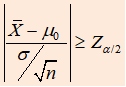 |(X̄ − μ₀) / (σ/√n)| ≥ Z_{α/2}